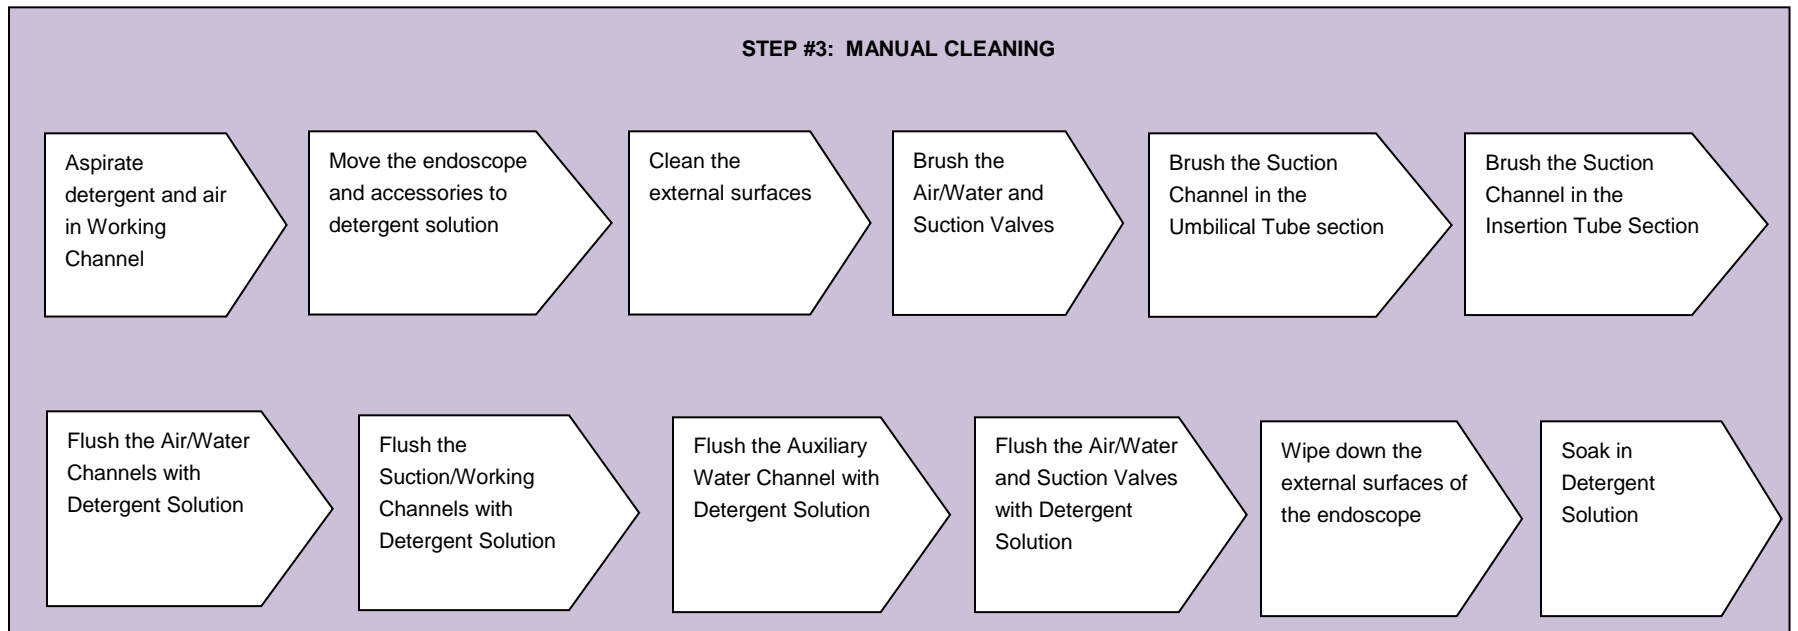 STEP #3:  MANUAL CLEANING
Aspirate
detergent and air
in Working
Channel
Move the endoscope
and accessories to
detergent solution
Clean the
external surfaces
Brush the
Air/Water and
Suction Valves
Brush the Suction
Channel in the
Umbilical Tube section
Brush the Suction
Channel in the
Insertion Tube Section
Flush the Air/Water
Channels with
Detergent Solution
Flush the
Suction/Working
Channels with
Detergent Solution
Flush the Auxiliary
Water Channel with
Detergent Solution
Flush the Air/Water
and Suction Valves
with Detergent
Solution
Wipe down the
external surfaces of
the endoscope
Soak in
Detergent
Solution